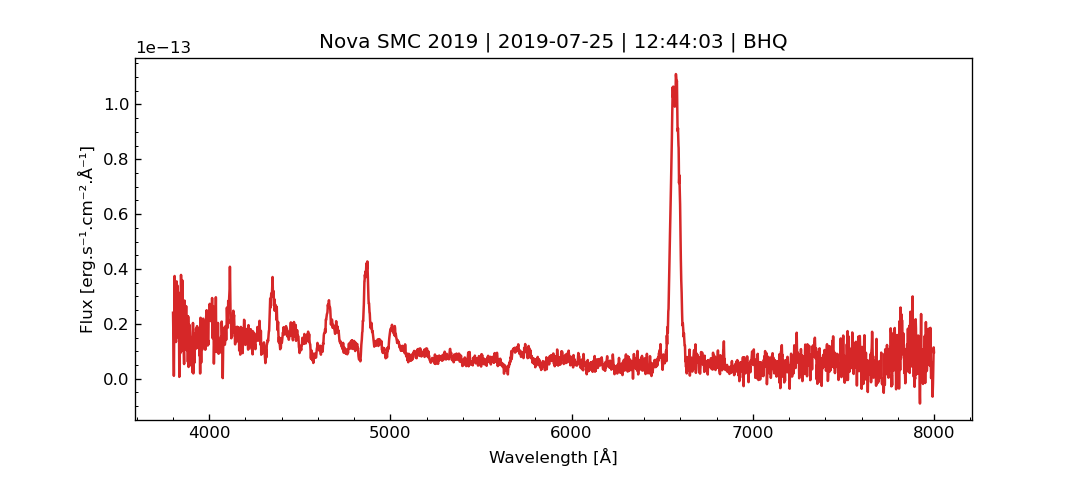 Nova SMC 2019 | 2019-07-25 | 12:44:03 | BHQ
1e−13
1.0
0.8
0.6
0.4
0.2
0.0
Flux [erg.s⁻¹.cm⁻².Å⁻¹]
4000 5000 6000 7000 8000
Wavelength [Å]